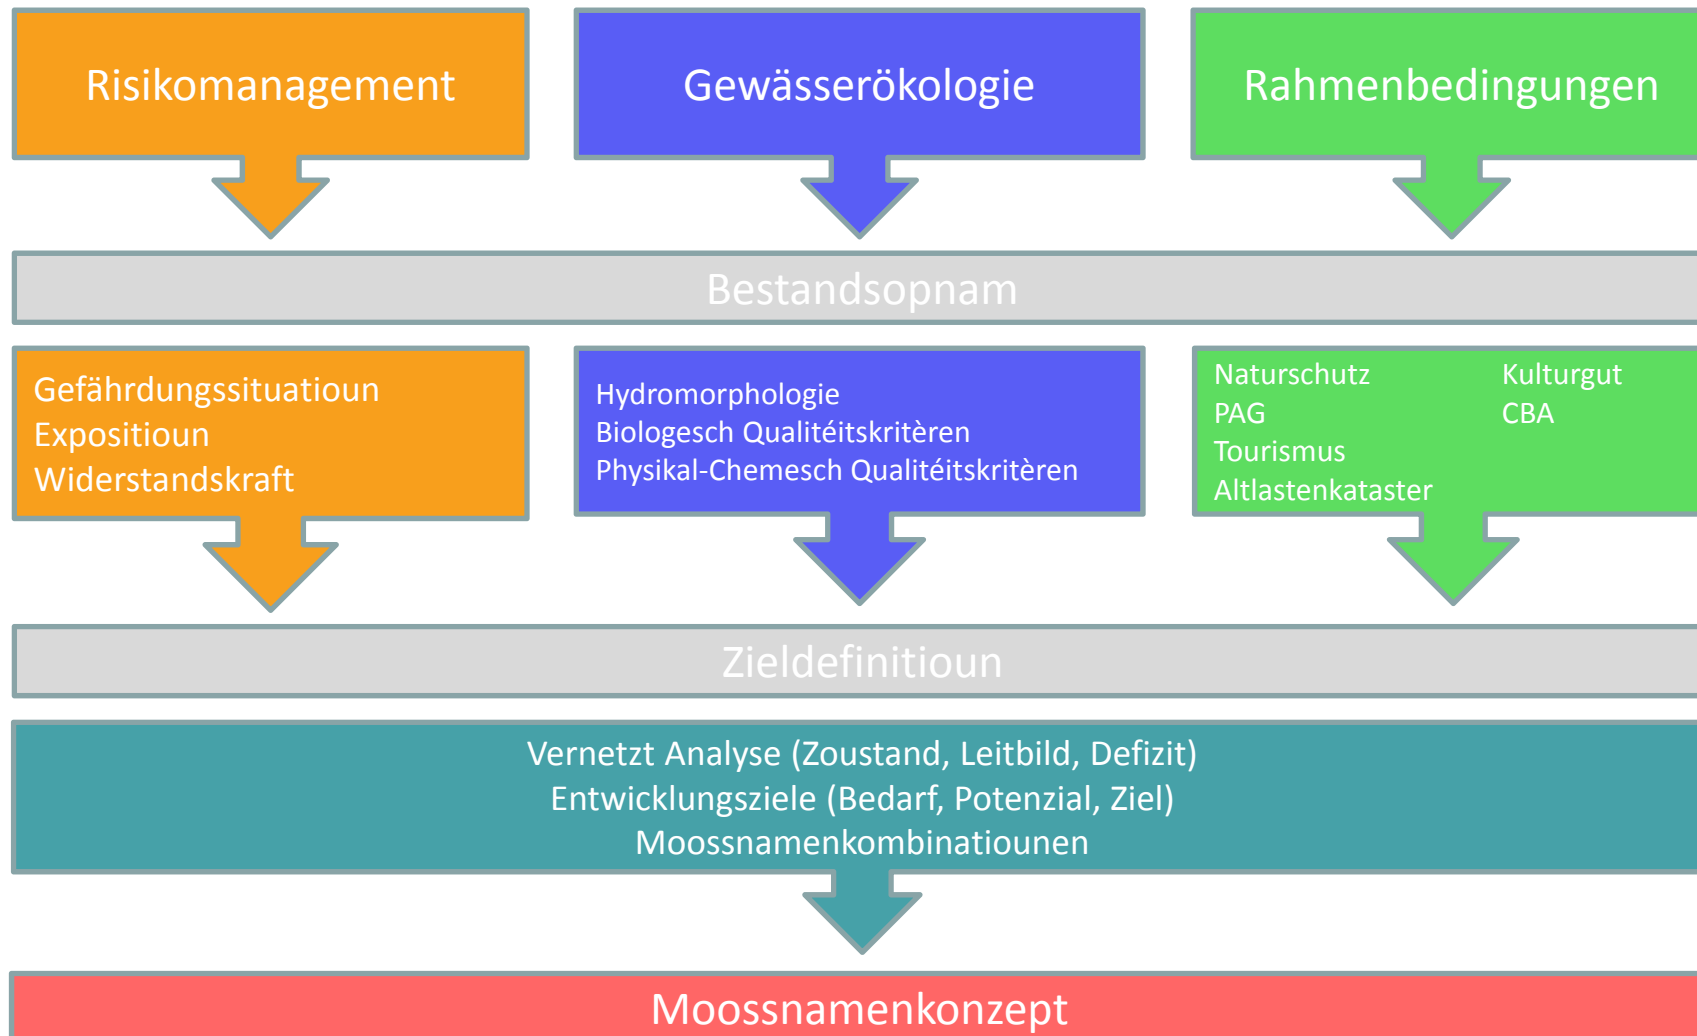 Risikomanagement
Gewässerökologie
Rahmenbedingungen
Bestandsopnam
Gefährdungssituatioun
Expositioun
Widerstandskraft
Hydromorphologie
Biologesch Qualitéitskritèren
Physikal-Chemesch Qualitéitskritèren
Naturschutz
PAG
Tourismus
Altlastenkataster
Kulturgut
CBA
Zieldefinitioun
Vernetzt Analyse (Zoustand, Leitbild, Defizit)
Entwicklungsziele (Bedarf, Potenzial, Ziel)
Moossnamenkombinatiounen
Moossnamenkonzept